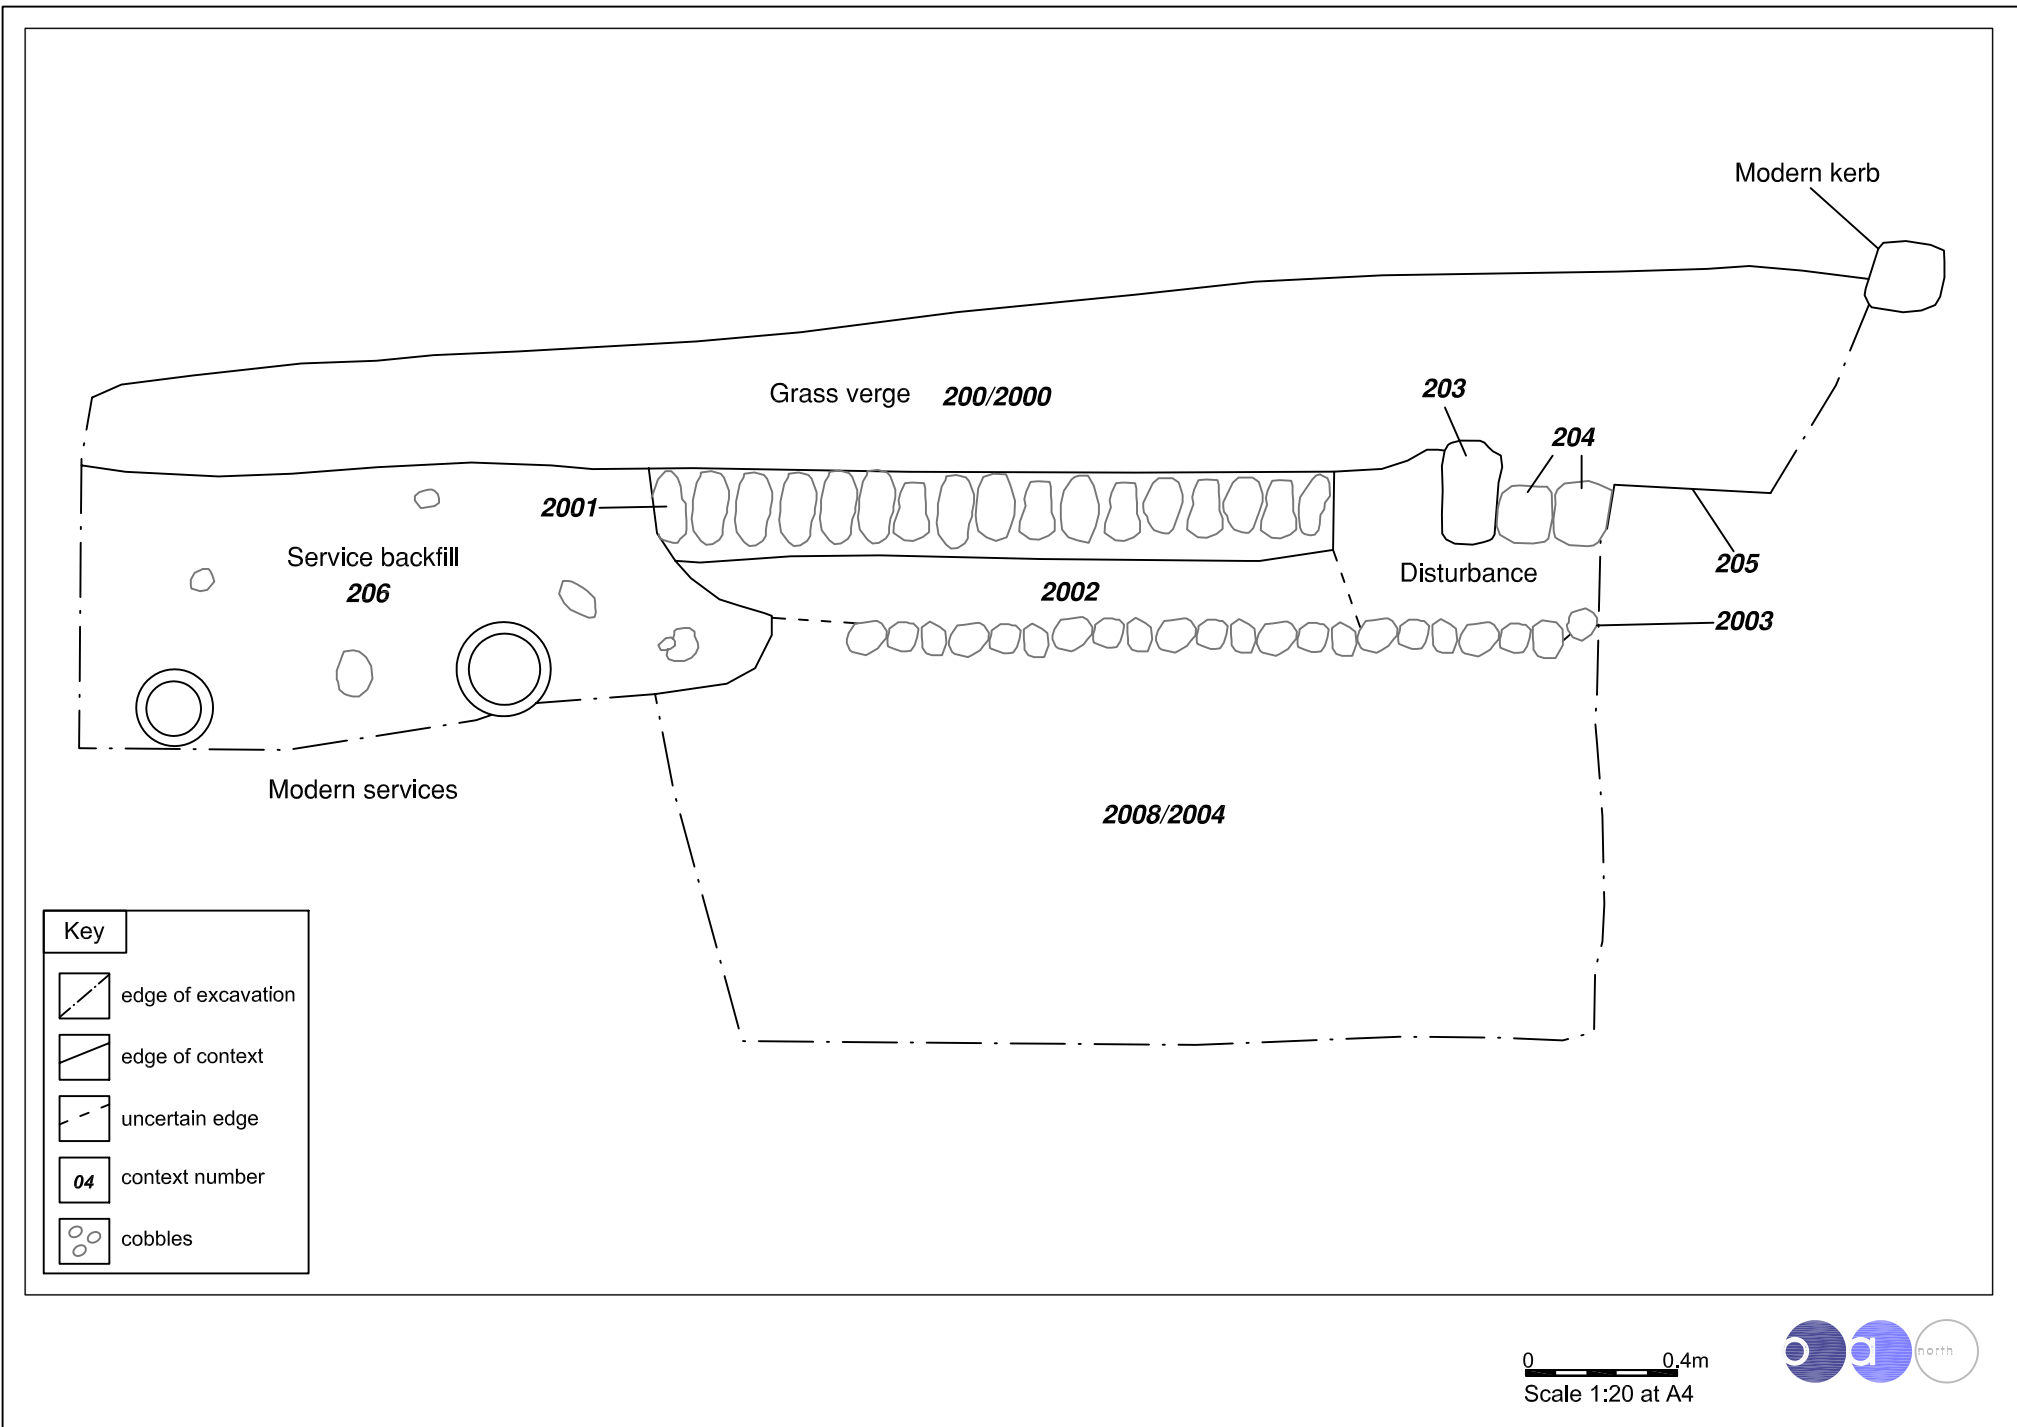 Modern kerb
Grass verge 200/2000
203
204
2001
Service backfill
206
2002
Disturbance
205
2003
Modern services
2008/2004
Key
edge of excavation
edge of context
uncertain edge
04 context number
cobbles
0 0.4m
Scale 1:20 at A4
o a north